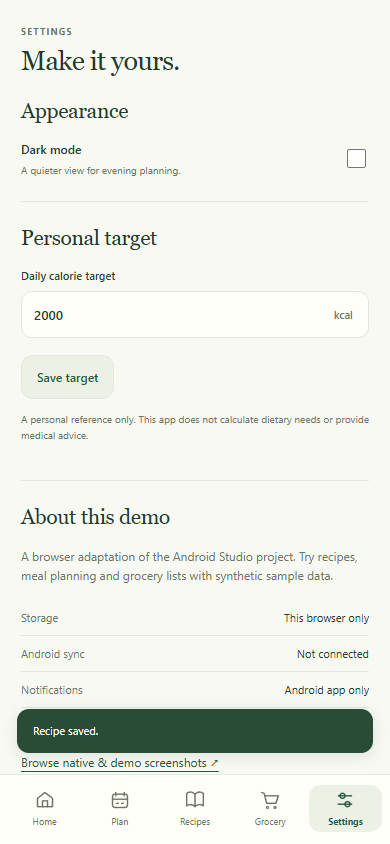 SETTINGS
Make it yours.
Appearance
Dark mode
A quieter view for evening planning.
Personal target
Daily calorie target
2000 kcal
Save target
A personal reference only. This app does not calculate dietary needs or provide
medical advice.
About this demo
A browser adaptation of the Android Studio project. Try recipes,
meal planning and grocery lists with synthetic sample data.
Storage This browser only
Android sync Not connected
Notifications Android app only
Recipe saved.
Browse native & demo screenshots ↗
Home Plan Recipes Grocery Settings